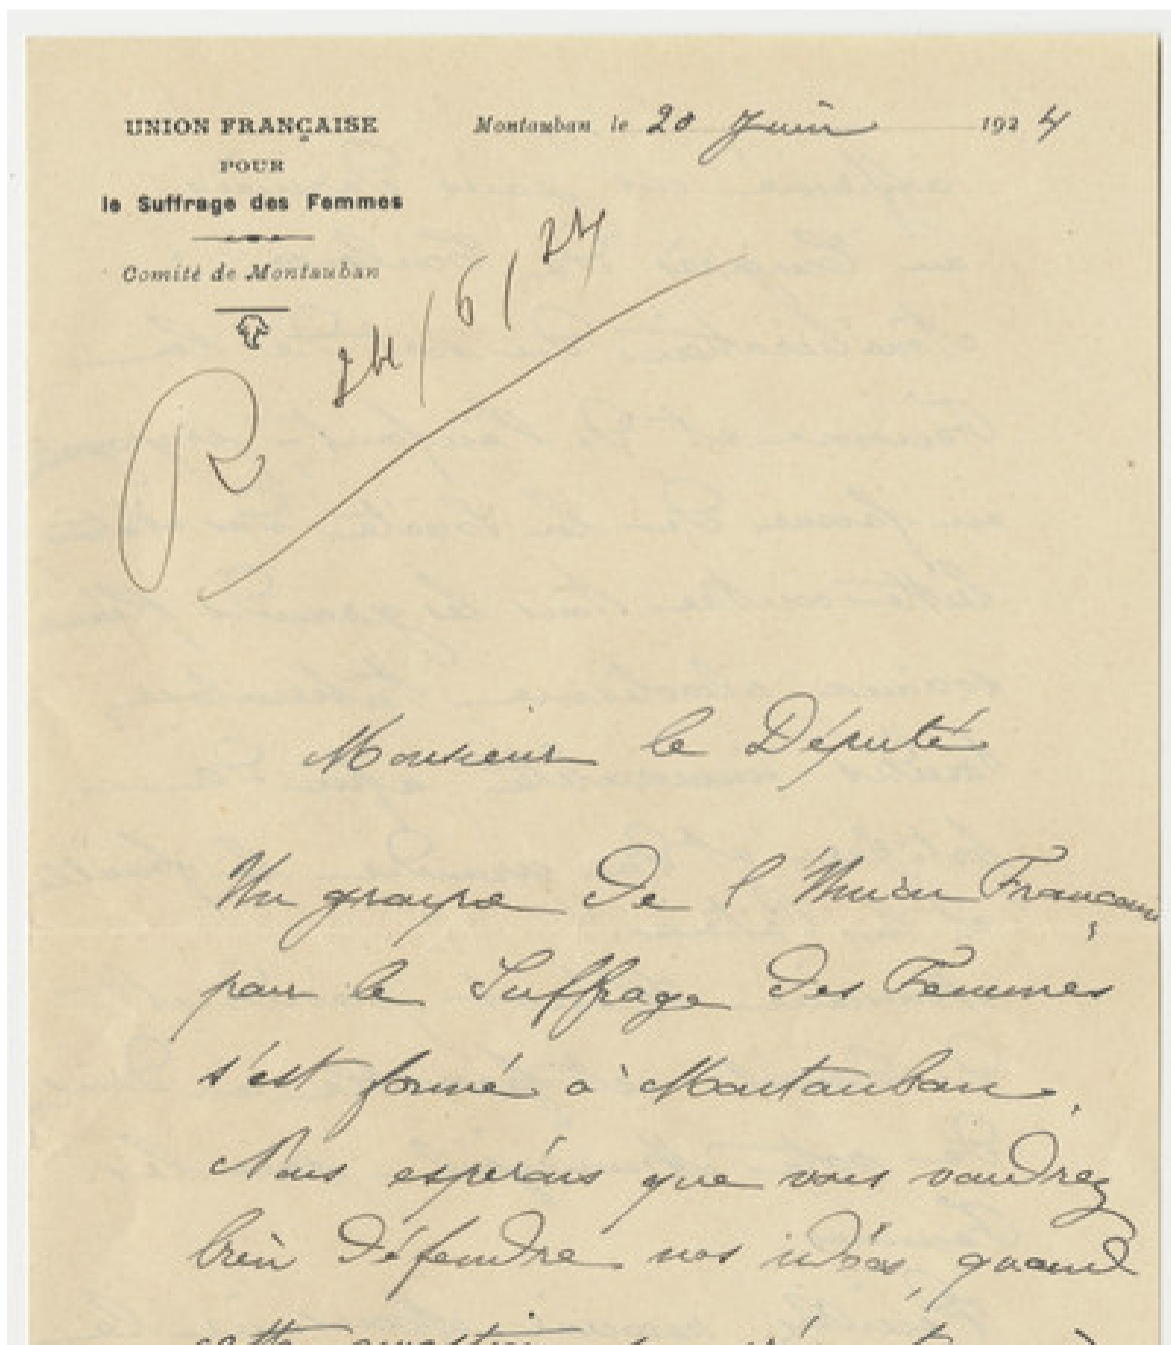 UNION FRANÇAISE
POUR
le Suffrage des Femmes
Comité de Montauban
Montauban le 20 Juin 1924
R 24/6/24
Monsieur le Député
Un groupe de l'Union Française
pour le Suffrage des Femmes
s'est formé à Montauban.
Nous espérons que vous voudrez
bien défendre nos idées, quand
cette question